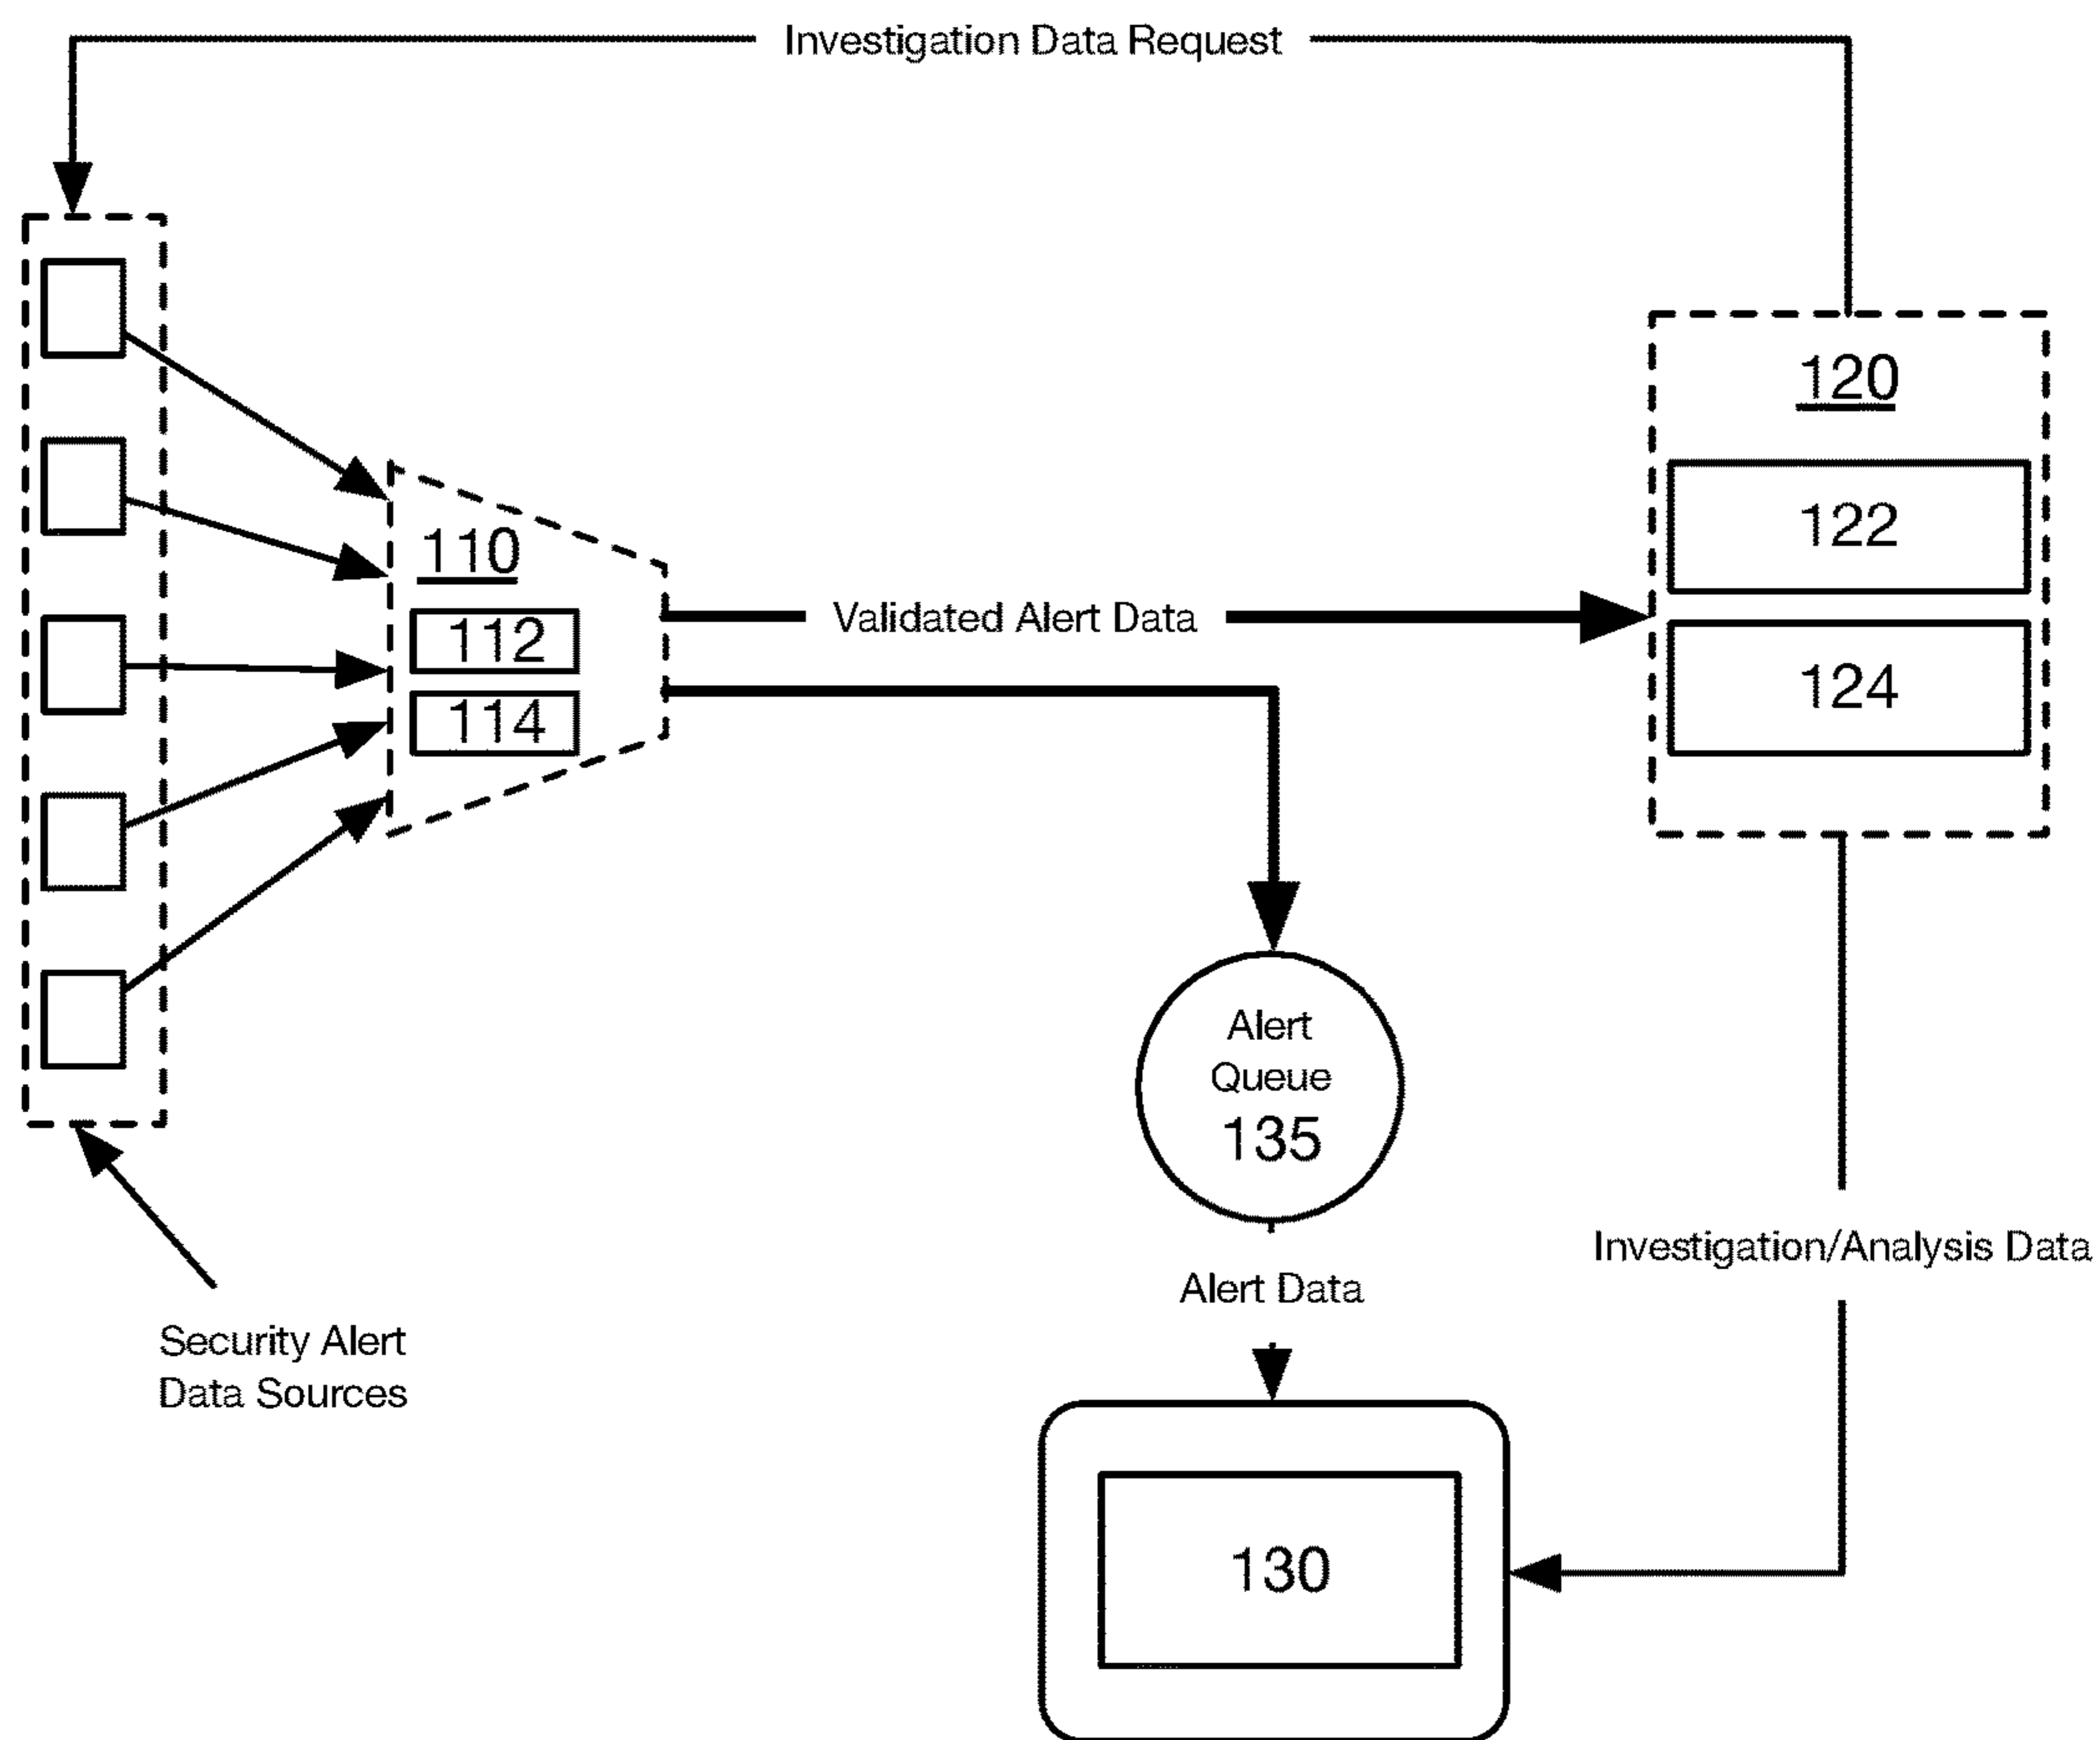 Investigation Data Request
120
122
110
112
Validated Alert Data
124
114
Alert
Queue
135
Investigation/Analysis Data
Alert Data
Security Alert
Data Sources
130